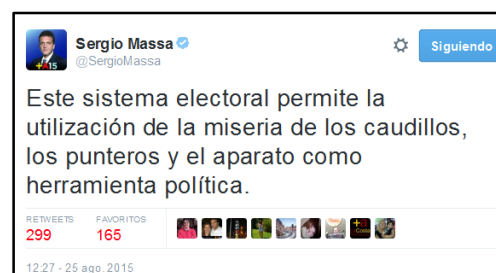 Sergio Massa
@SergioMassa
Siguiendo
Este sistema electoral permite la
utilización de la miseria de los caudillos,
los punteros y el aparato como
herramienta política.
RETWEETS FAVORITOS
299 165
12:27 - 25 ago. 2015